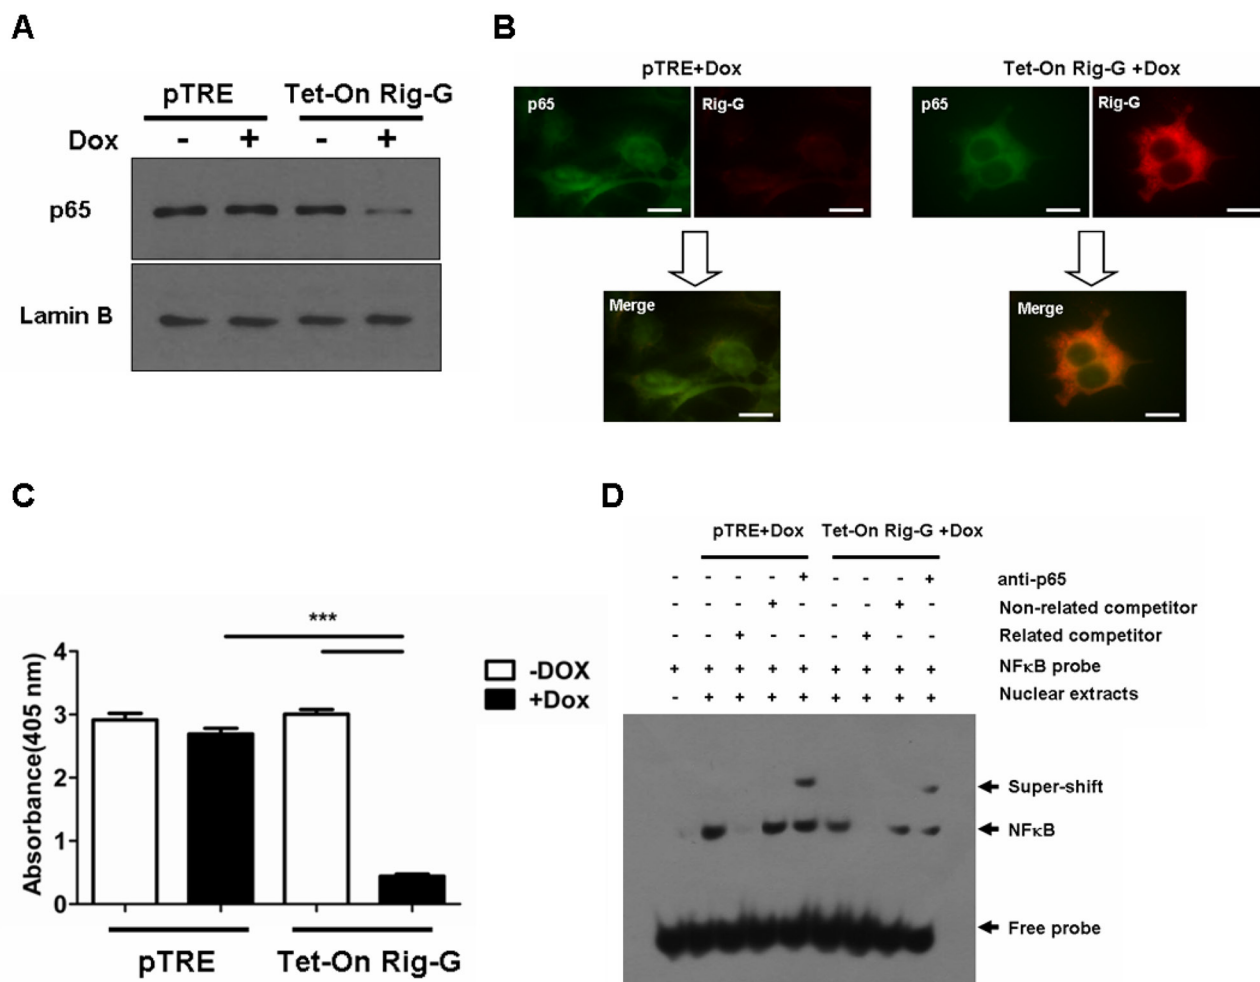 A
pTRE Tet-On Rig-G
Dox - + - +
p65
Lamin B
B
pTRE+Dox
p65
Rig-G
Merge
Tet-On Rig-G +Dox
p65
Rig-G
Merge
C
***
Absorbance(405 nm)
4
3
2
1
0
-DOX
+Dox
pTRE Tet-On Rig-G
D
pTRE+Dox Tet-On Rig-G +Dox
- - - - + - - - + anti-p65
- - - + - - - + - Non-related competitor
- - + - - - + - - Related competitor
+ + + + + + + + + NFκB probe
- + + + + + + + + Nuclear extracts
Super-shift
NFκB
Free probe